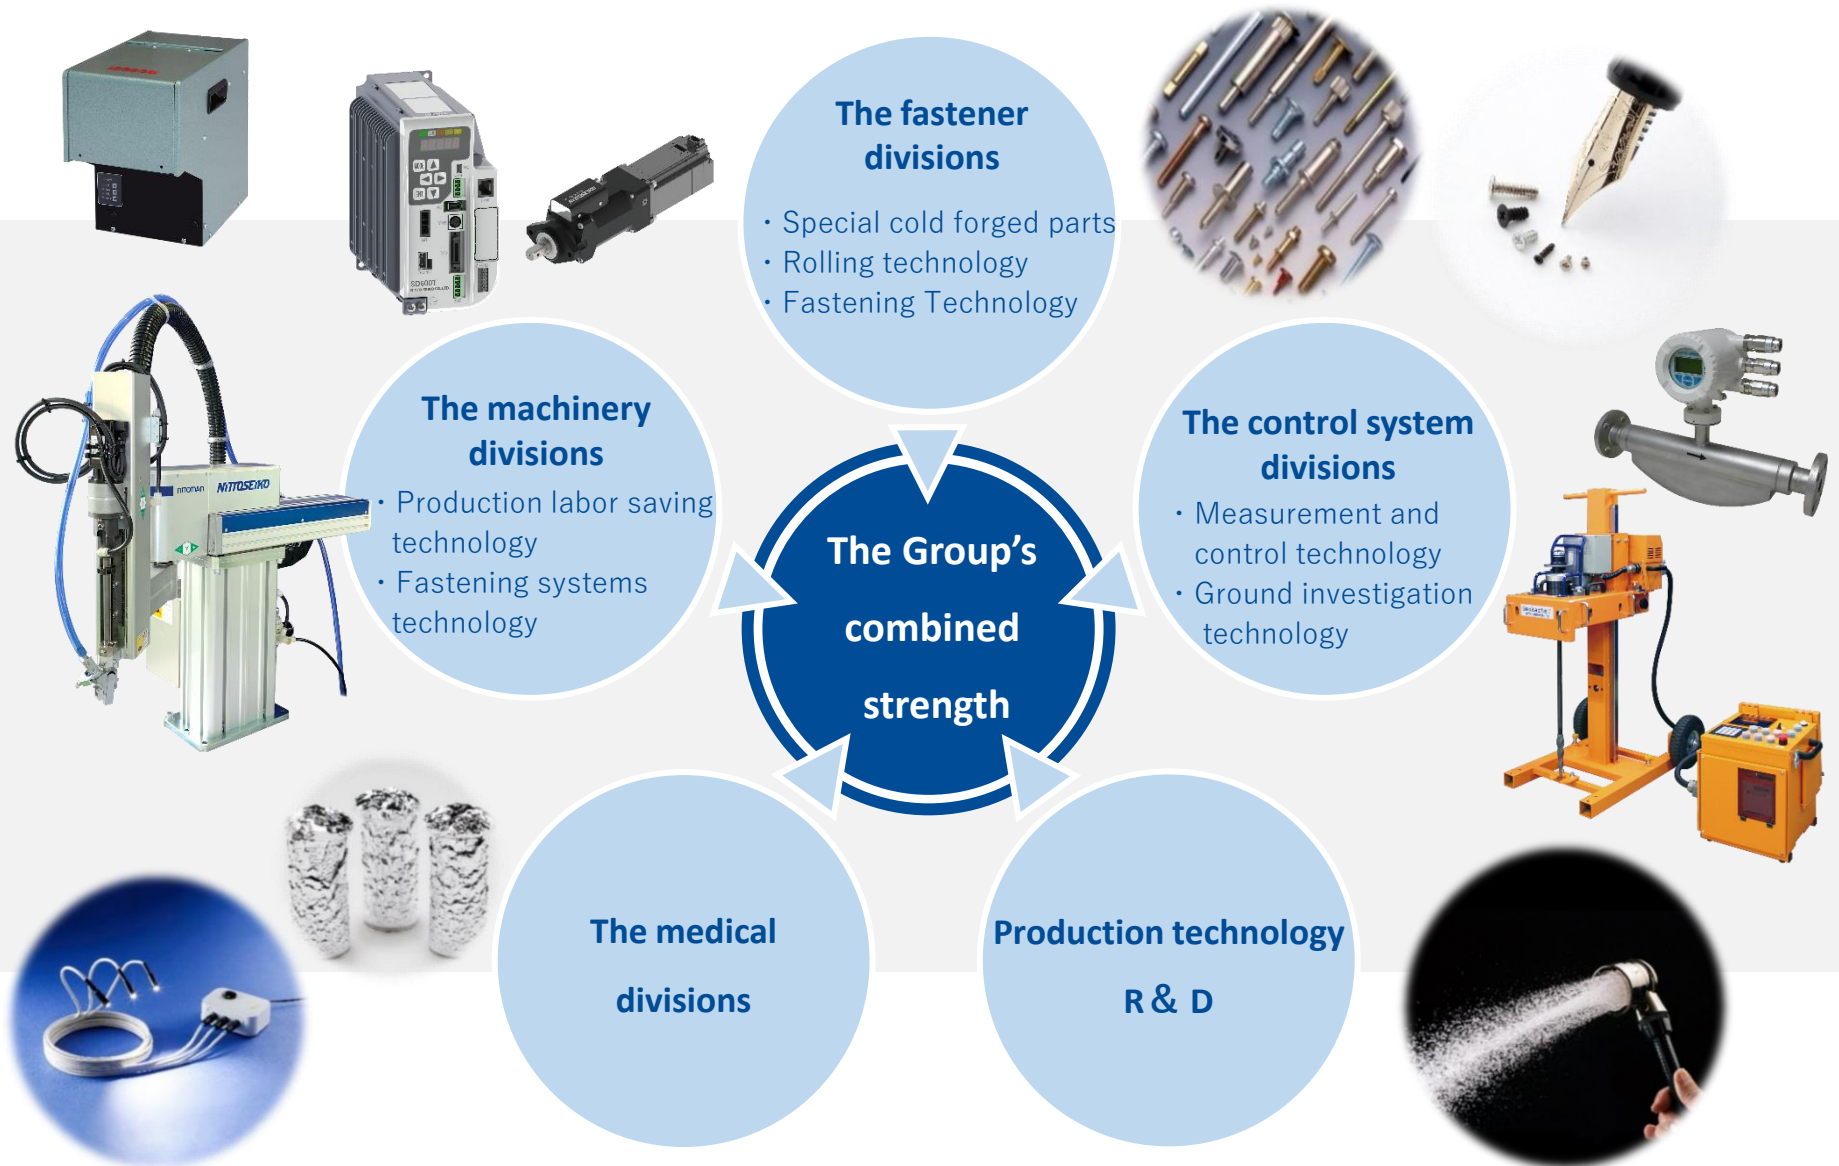 The fastener
divisions
・Special cold forged parts
・Rolling technology
・Fastening Technology
The machinery
divisions
・Production labor saving
technology
・Fastening systems
technology
The control system
divisions
・Measurement and
control technology
・Ground investigation
technology
The Group’s
combined
strength
The medical
divisions
Production technology
R & D
NITTOSEIKO
SD600T